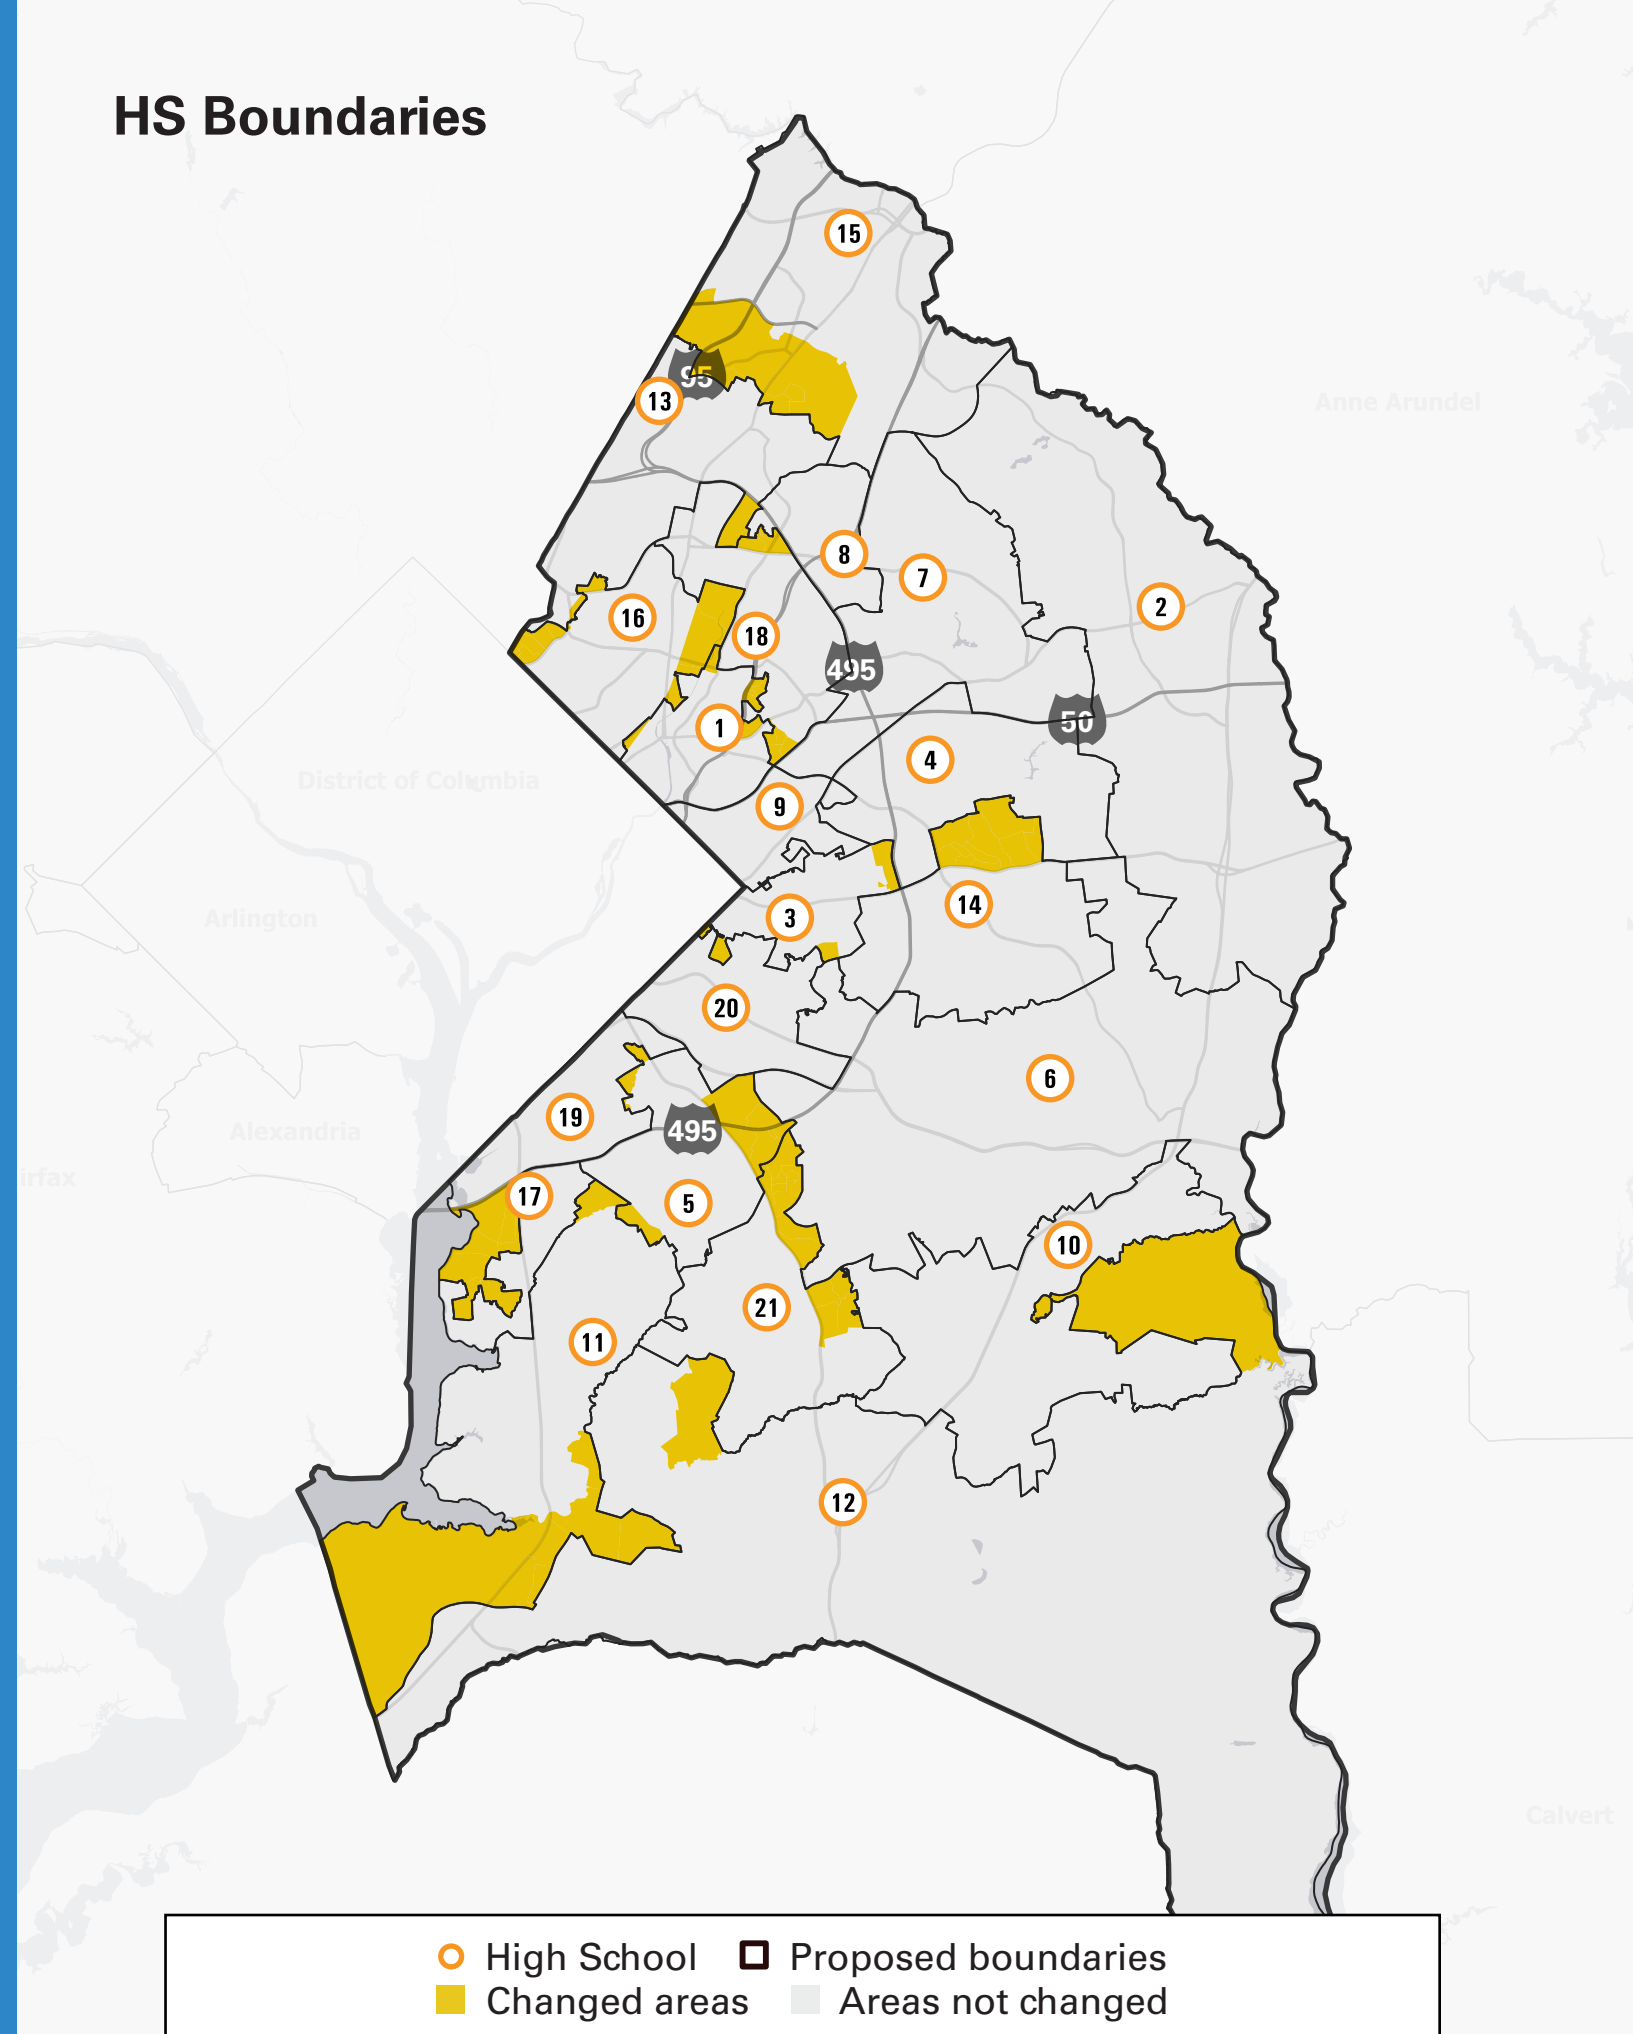 HS Boundaries
15
95
13
Anne Arundel
8
7
2
16
18
495
50
1
4
District of Columbia
9
14
3
Arlington
20
6
19
495
Alexandria
irfax
17
5
10
21
11
12
Calvert
High School
Proposed boundaries
Changed areas
Areas not changed